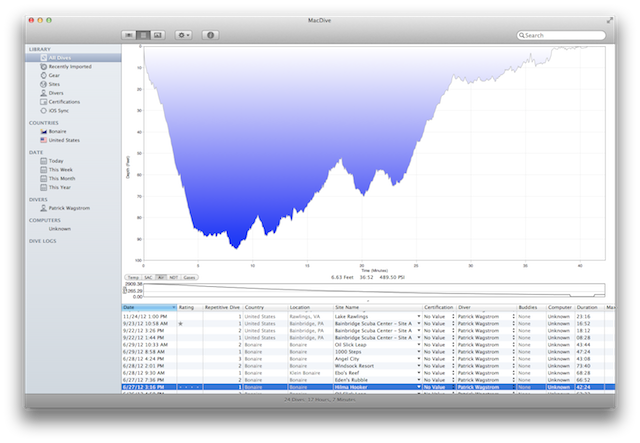 MacDive
Search
LIBRARY
All Dives
Recently Imported
Gear
Sites
Divers
Certifications
iOS Sync
COUNTRIES
Bonaire
United States
DATE
Today
This Week
This Month
This Year
DIVERS
Patrick Wagstrom
COMPUTERS
Unknown
DIVE LOGS
Depth (Feet)
0
10
20
30
40
50
60
70
80
90
100
0 5 10 15 20 25 30 35 40
Time (Minutes)
Temp SAC Air NDT Gases
6.63 Feet 36:52 489.50 PSI
0.00
Date Rating Repetitive Dive Country Location Site Name Certification Diver Buddies Computer Duration Max
11/24/12 1:00 PM 1 United States Rawlings, VA Lake Rawlings No Value Patrick Wagstrom None Unknown 23:16
9/23/12 10:58 AM ★ 1 United States Bainbridge, PA Bainbridge Scuba Center - Site A No Value Patrick Wagstrom None Unknown 16:52
9/22/12 3:26 PM 2 United States Bainbridge, PA Bainbridge Scuba Center - Site A No Value Patrick Wagstrom None Unknown 18:12
9/22/12 1:44 PM 1 United States Bainbridge, PA Bainbridge Scuba Center - Site A No Value Patrick Wagstrom None Unknown 08:28
6/29/12 10:33 AM 2 Bonaire Bonaire Oil Slick Leap No Value Patrick Wagstrom None Unknown 43:44
6/29/12 8:58 AM 1 Bonaire Bonaire 1000 Steps No Value Patrick Wagstrom None Unknown 47:32
6/28/12 4:24 PM 3 Bonaire Bonaire Angel City No Value Patrick Wagstrom None Unknown 43:08
6/28/12 2:01 PM 2 Bonaire Bonaire Windsock Resort No Value Patrick Wagstrom None Unknown 73:40
6/28/12 9:30 AM 1 Bonaire Klein Bonaire Ebo's Reef No Value Patrick Wagstrom None Unknown 68:28
6/27/12 7:36 PM 2 Bonaire Bonaire Eden's Rubble No Value Patrick Wagstrom None Unknown 66:52
6/27/12 3:34 PM 1 Bonaire Bonaire Hilma Hooker No Value Patrick Wagstrom None Unknown 42:24
24 Dives: 17 Hours, 2 Minutes